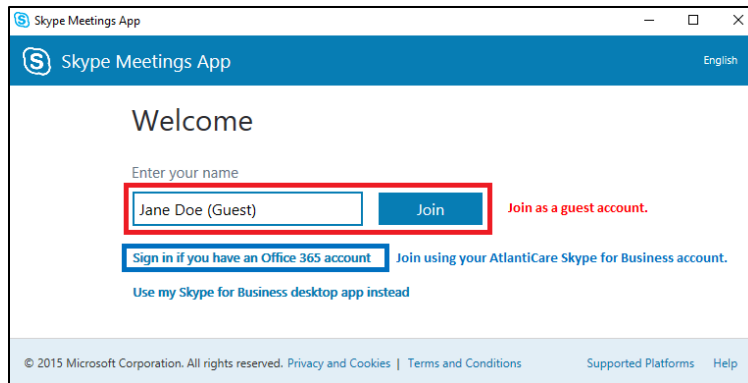 Skype Meetings App
Skype Meetings App English
Welcome
Enter your name
Jane Doe (Guest) Join Join as a guest account.
Sign in if you have an Office 365 account Join using your AtlantiCare Skype for Business account.
Use my Skype for Business desktop app instead
© 2015 Microsoft Corporation. All rights reserved. Privacy and Cookies | Terms and Conditions Supported Platforms Help